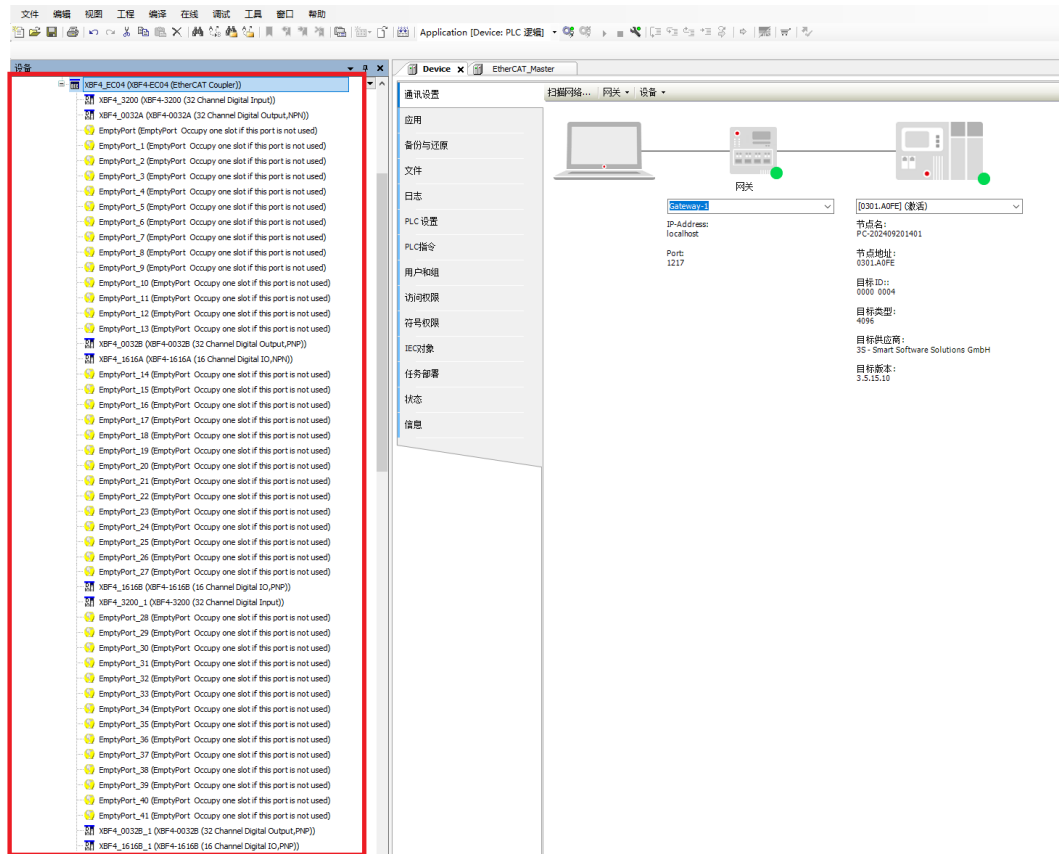 文件 编辑 视图 工程 编译 在线 调试 工具 窗口 帮助
Application [Device: PLC 逻辑]
设备
XBF4_EC04 (XBF4-EC04 (EtherCAT Coupler))
XBF4_3200 (XBF4-3200 (32 Channel Digital Input))
XBF4_0032A (XBF4-0032A (32 Channel Digital Output,NPN))
EmptyPort (EmptyPort Occupy one slot if this port is not used)
EmptyPort_1 (EmptyPort Occupy one slot if this port is not used)
EmptyPort_2 (EmptyPort Occupy one slot if this port is not used)
EmptyPort_3 (EmptyPort Occupy one slot if this port is not used)
EmptyPort_4 (EmptyPort Occupy one slot if this port is not used)
EmptyPort_5 (EmptyPort Occupy one slot if this port is not used)
EmptyPort_6 (EmptyPort Occupy one slot if this port is not used)
EmptyPort_7 (EmptyPort Occupy one slot if this port is not used)
EmptyPort_8 (EmptyPort Occupy one slot if this port is not used)
EmptyPort_9 (EmptyPort Occupy one slot if this port is not used)
EmptyPort_10 (EmptyPort Occupy one slot if this port is not used)
EmptyPort_11 (EmptyPort Occupy one slot if this port is not used)
EmptyPort_12 (EmptyPort Occupy one slot if this port is not used)
EmptyPort_13 (EmptyPort Occupy one slot if this port is not used)
XBF4_0032B (XBF4-0032B (32 Channel Digital Output,PNP))
XBF4_1616A (XBF4-1616A (16 Channel Digital IO,NPN))
EmptyPort_14 (EmptyPort Occupy one slot if this port is not used)
EmptyPort_15 (EmptyPort Occupy one slot if this port is not used)
EmptyPort_16 (EmptyPort Occupy one slot if this port is not used)
EmptyPort_17 (EmptyPort Occupy one slot if this port is not used)
EmptyPort_18 (EmptyPort Occupy one slot if this port is not used)
EmptyPort_19 (EmptyPort Occupy one slot if this port is not used)
EmptyPort_20 (EmptyPort Occupy one slot if this port is not used)
EmptyPort_21 (EmptyPort Occupy one slot if this port is not used)
EmptyPort_22 (EmptyPort Occupy one slot if this port is not used)
EmptyPort_23 (EmptyPort Occupy one slot if this port is not used)
EmptyPort_24 (EmptyPort Occupy one slot if this port is not used)
EmptyPort_25 (EmptyPort Occupy one slot if this port is not used)
EmptyPort_26 (EmptyPort Occupy one slot if this port is not used)
EmptyPort_27 (EmptyPort Occupy one slot if this port is not used)
XBF4_1616B (XBF4-1616B (16 Channel Digital IO,PNP))
XBF4_3200_1 (XBF4-3200 (32 Channel Digital Input))
EmptyPort_28 (EmptyPort Occupy one slot if this port is not used)
EmptyPort_29 (EmptyPort Occupy one slot if this port is not used)
EmptyPort_30 (EmptyPort Occupy one slot if this port is not used)
EmptyPort_31 (EmptyPort Occupy one slot if this port is not used)
EmptyPort_32 (EmptyPort Occupy one slot if this port is not used)
EmptyPort_33 (EmptyPort Occupy one slot if this port is not used)
EmptyPort_34 (EmptyPort Occupy one slot if this port is not used)
EmptyPort_35 (EmptyPort Occupy one slot if this port is not used)
EmptyPort_36 (EmptyPort Occupy one slot if this port is not used)
EmptyPort_37 (EmptyPort Occupy one slot if this port is not used)
EmptyPort_38 (EmptyPort Occupy one slot if this port is not used)
EmptyPort_39 (EmptyPort Occupy one slot if this port is not used)
EmptyPort_40 (EmptyPort Occupy one slot if this port is not used)
EmptyPort_41 (EmptyPort Occupy one slot if this port is not used)
XBF4_0032B_1 (XBF4-0032B (32 Channel Digital Output,PNP))
XBF4_1616B_1 (XBF4-1616B (16 Channel Digital IO,PNP))
Device EtherCAT_Master
通讯设置
应用
备份与还原
文件
日志
PLC 设置
PLC指令
用户和组
访问权限
符号权限
IEC对象
任务部署
状态
信息
扫描网络... 网关 设备
网关
Gateway-1
IP-Address:
localhost
Port:
1217
[0301.A0FE] (激活)
节点名:
PC-202409201401
节点地址:
0301.A0FE
目标ID::
0000 0004
目标类型:
4096
目标供应商:
3S - Smart Software Solutions GmbH
目标版本:
3.5.15.10